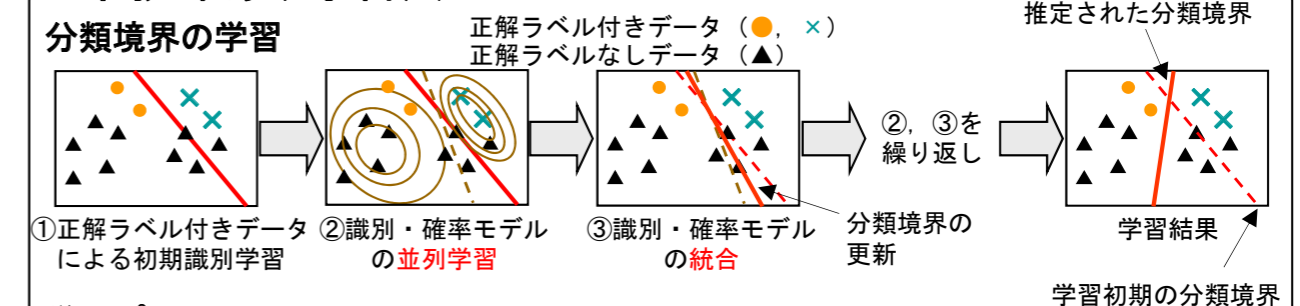 分類境界の学習
正解ラベル付きデータ（●，×）
正解ラベルなしデータ（▲）
推定された分類境界
②，③を
繰り返し
①正解ラベル付きデータ
による初期識別学習
②識別・確率モデル
の並列学習
③識別・確率モデル
の統合
分類境界の
更新
学習結果
学習初期の分類境界